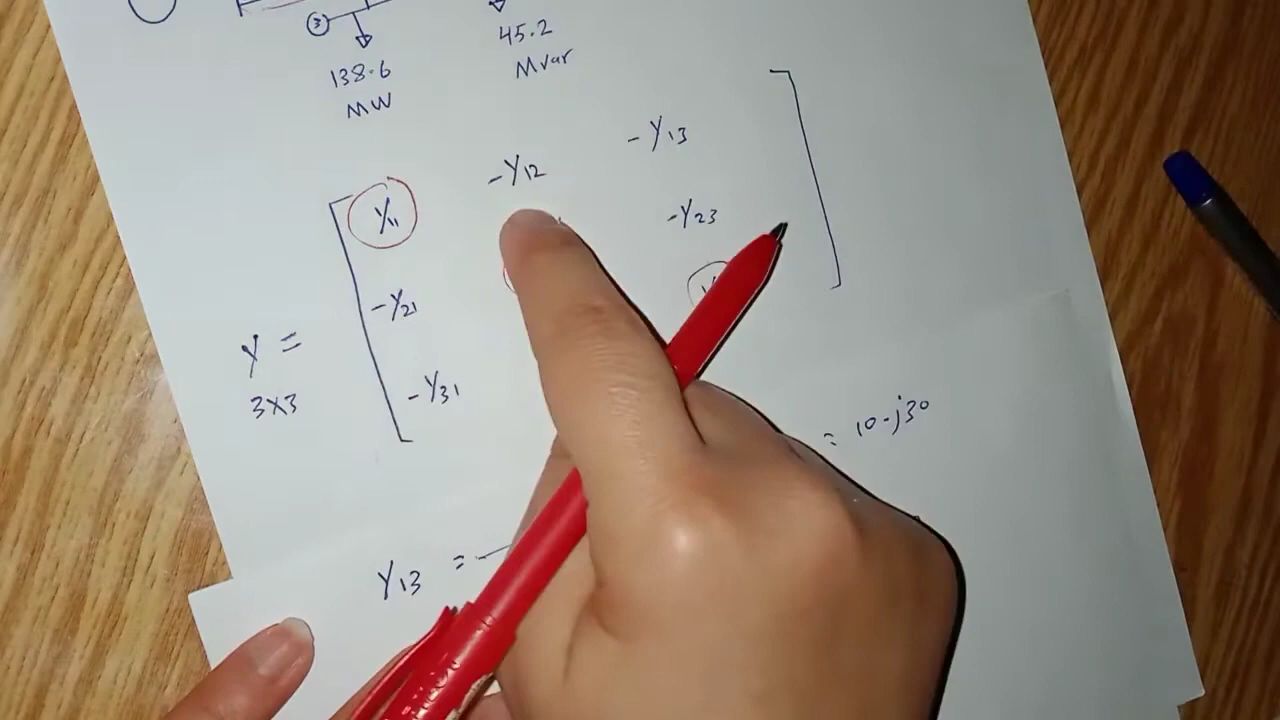 3
138.6
MW
45.2
Mvar
Y11 -Y12 -Y13
-Y21 -Y23
-Y31
Y =
3x3
= 10-j30
Y13 =